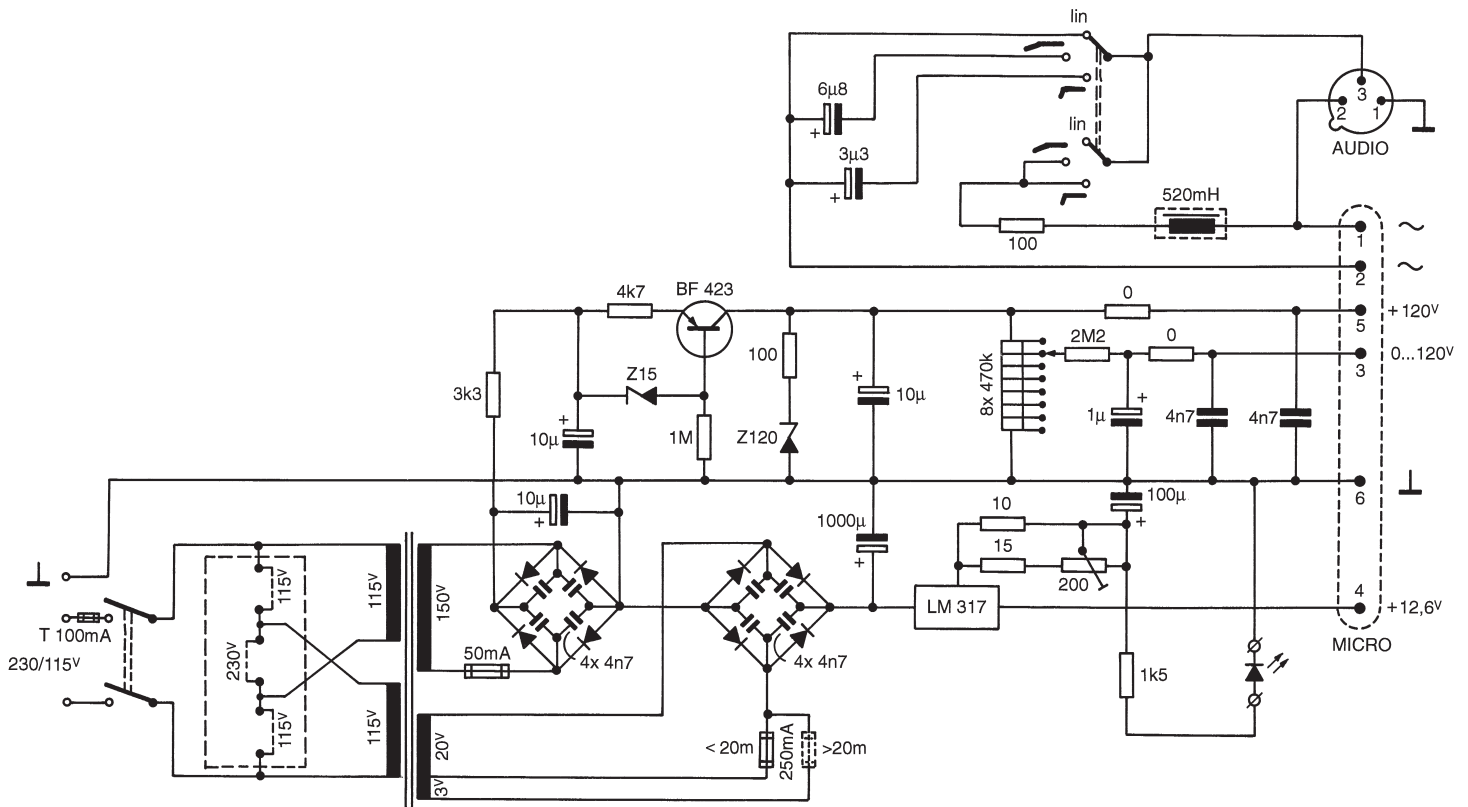 lin
6µ8
+
3µ3
+
lin
3
2
1
AUDIO
520mH
100
1
2
4k7
BF 423
0
5
+120V
2M2
0
3
0...120V
3k3
Z15
100
+
10µ
8x 470k
+
1µ
4n7
4n7
+
10µ
1M
Z120
6
10µ
+
1000µ
+
100µ
+
10
15
200
LM 317
4
+12,6V
MICRO
T 100mA
230/115V
115V
230V
115V
115V
115V
150V
50mA
4x 4n7
4x 4n7
20V
3V
< 20m
250mA
>20m
1k5